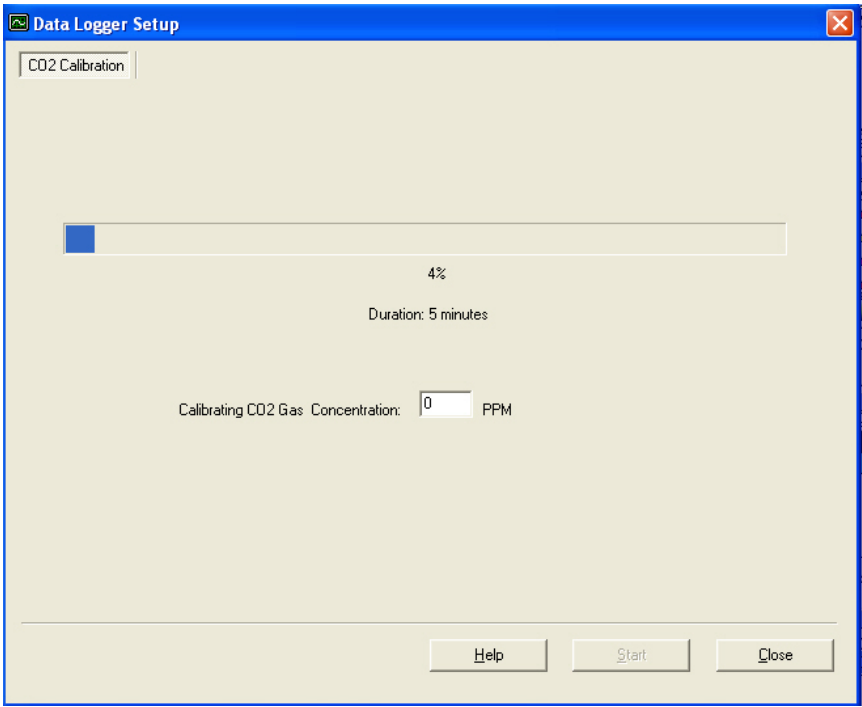 Data Logger Setup
CO2 Calibration
4%
Duration: 5 minutes
Calibrating CO2 Gas Concentration: 0 PPM
Help Start Close